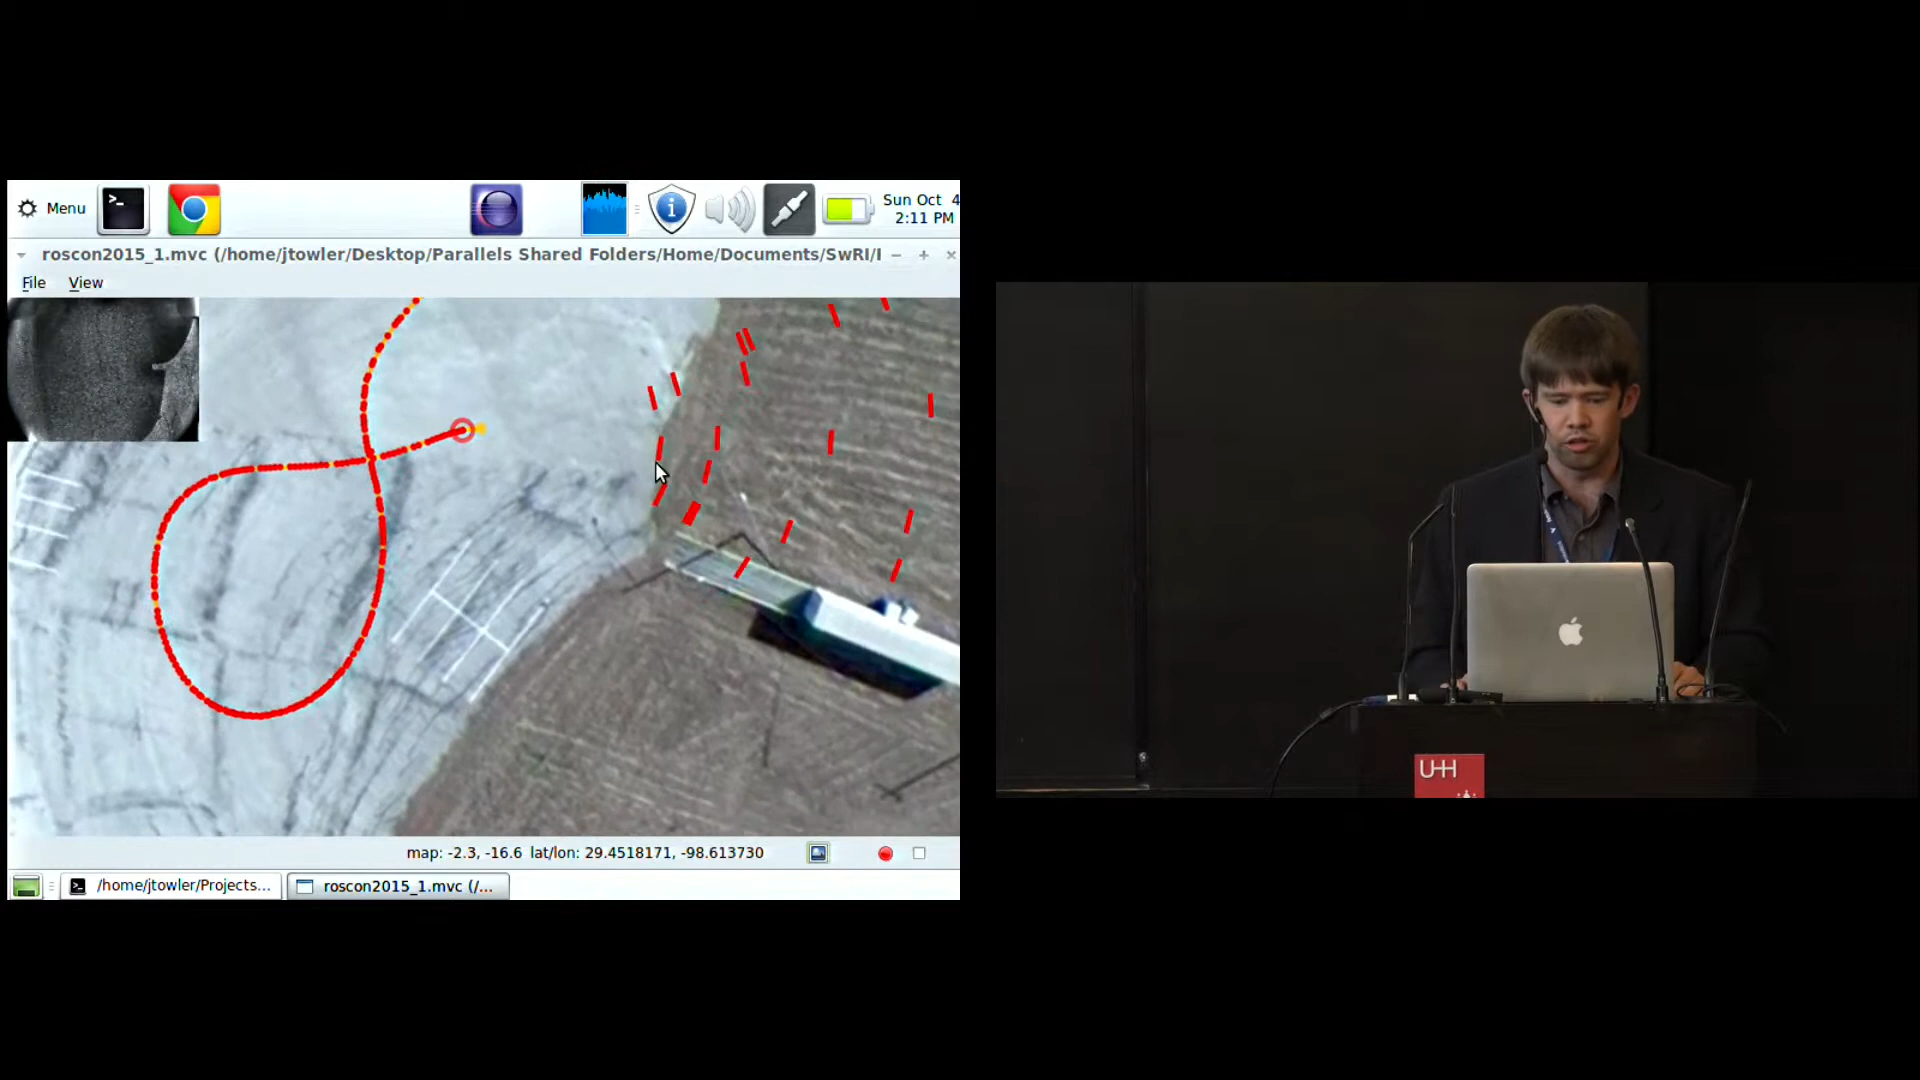 Menu
Sun Oct 4
2:11 PM
roscon2015_1.mvc (/home/jtowler/Desktop/Parallels Shared Folders/Home/Documents/SwRI/
File View
map: -2.3, -16.6 lat/lon: 29.4518171, -98.613730
/home/jtowler/Projects...
roscon2015_1.mvc (/...
UHH